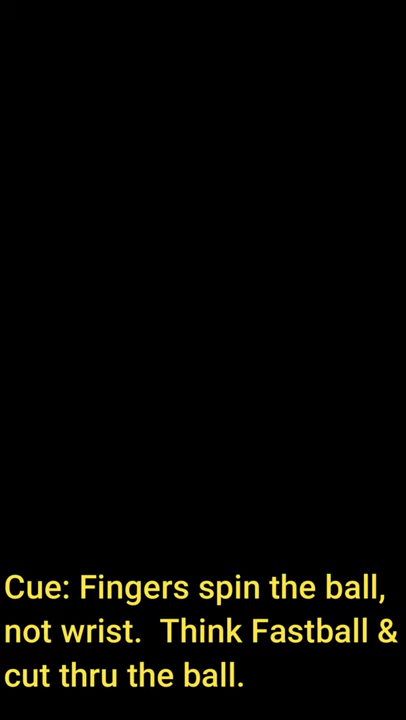 Cue: Fingers spin the ball,
not wrist.  Think Fastball &
cut thru the ball.